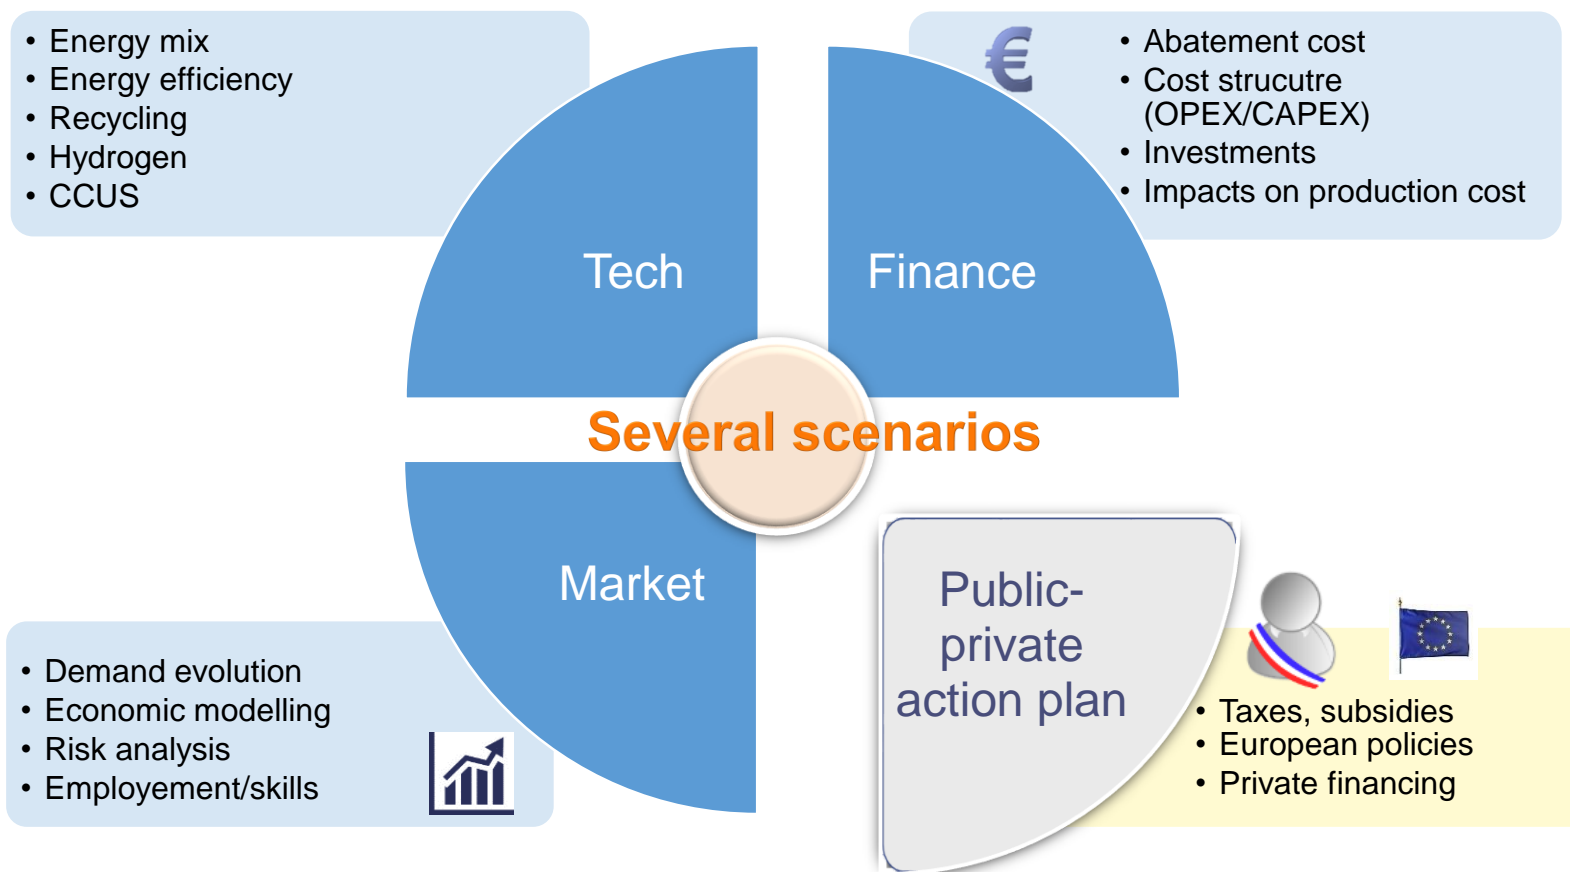 • Energy mix
• Energy efficiency
• Recycling
• Hydrogen
• CCUS
€
• Abatement cost
• Cost strucutre
(OPEX/CAPEX)
• Investments
• Impacts on production cost
Tech
Finance
Several scenarios
Market
Public-
private
action plan
• Demand evolution
• Economic modelling
• Risk analysis
• Employement/skills
• Taxes, subsidies
• European policies
• Private financing